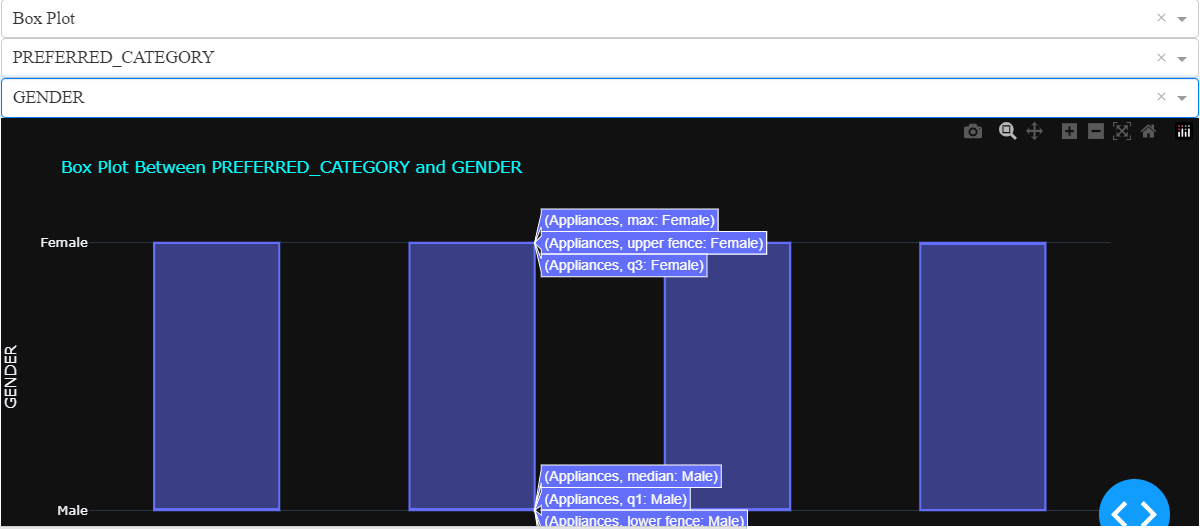 Box Plot
PREFERRED_CATEGORY
GENDER
Box Plot Between PREFERRED_CATEGORY and GENDER
(Appliances, max: Female)
Female
(Appliances, upper fence: Female)
(Appliances, q3: Female)
GENDER
(Appliances, median: Male)
(Appliances, q1: Male)
Male
(Appliances, lower fence: Male)